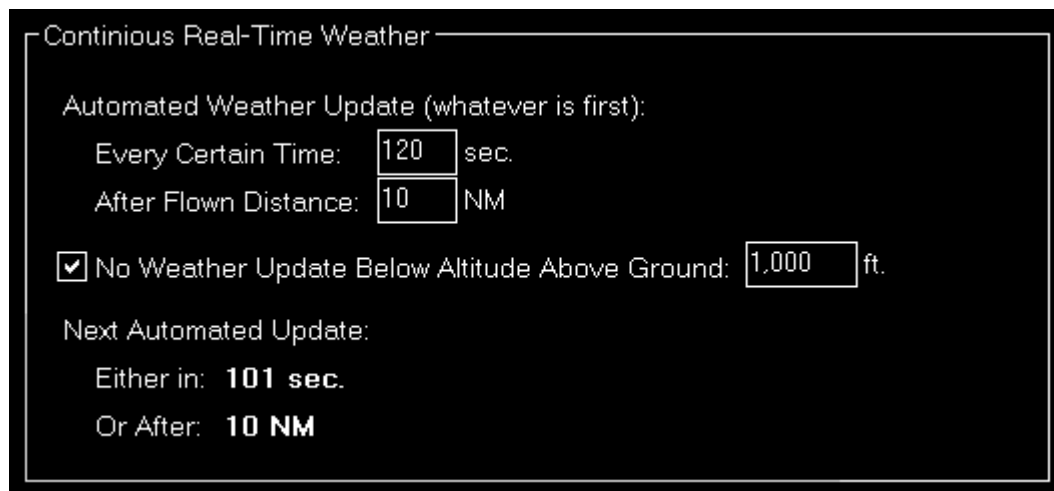 Continious Real-Time Weather
Automated Weather Update (whatever is first):
Every Certain Time: 120 sec.
After Flown Distance: 10 NM
No Weather Update Below Altitude Above Ground: 1,000 ft.
Next Automated Update:
Either in: 101 sec.
Or After: 10 NM